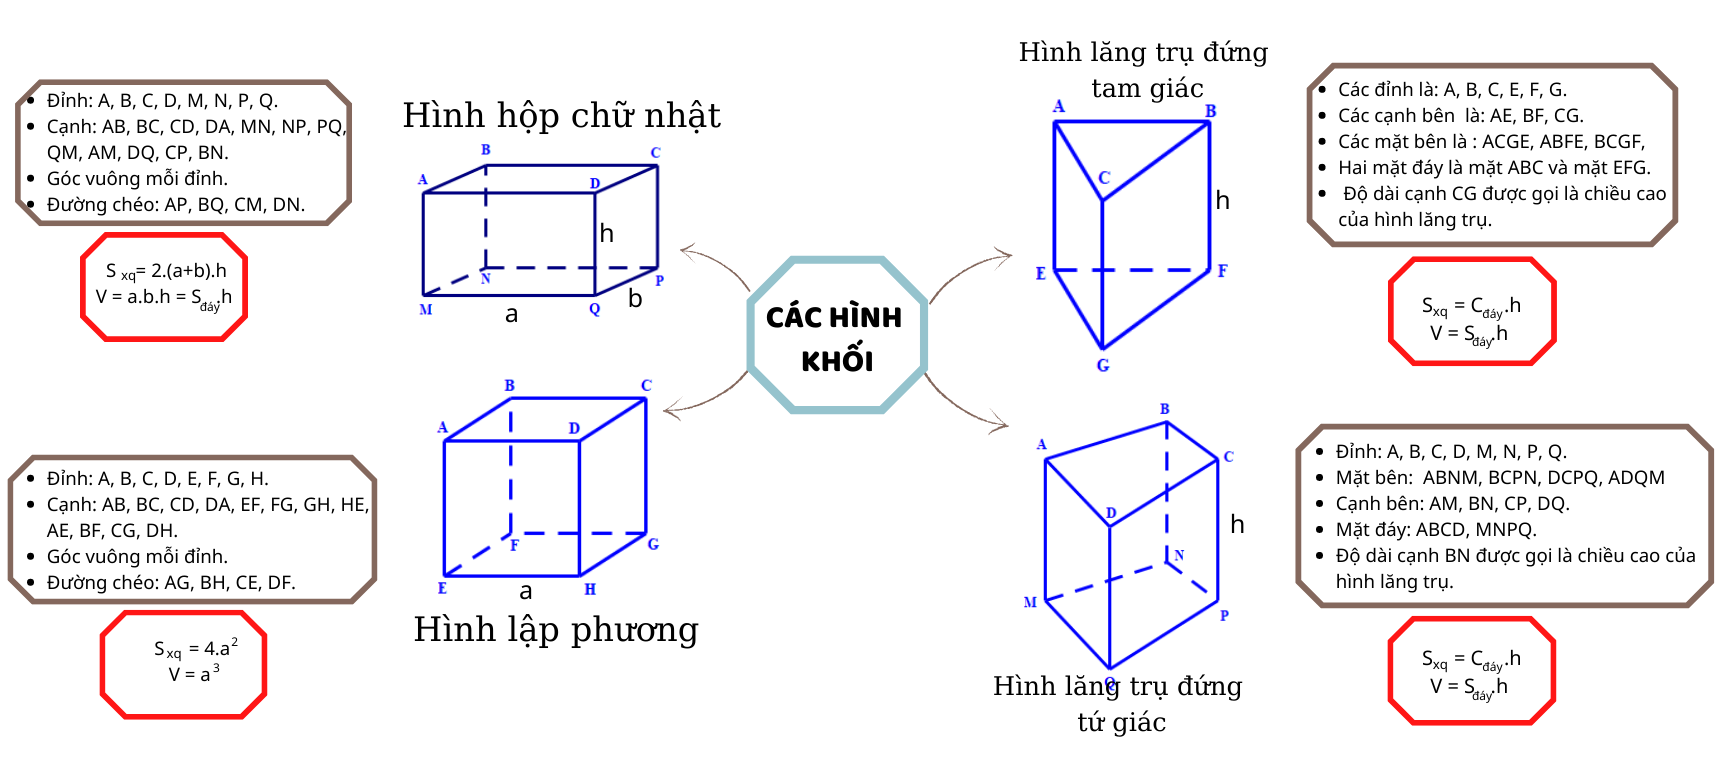 CÁC HÌNH
KHỐI
Hình hộp chữ nhật
B
C
A
D
h
N
P
M
a
Q
b
• Đỉnh: A, B, C, D, M, N, P, Q.
• Cạnh: AB, BC, CD, DA, MN, NP, PQ,
QM, AM, DQ, CP, BN.
• Góc vuông mỗi đỉnh.
• Đường chéo: AP, BQ, CM, DN.
S xq= 2.(a+b).h
V = a.b.h = Sđáy.h
B
C
A
D
F
G
E
a
H
Hình lập phương
• Đỉnh: A, B, C, D, E, F, G, H.
• Cạnh: AB, BC, CD, DA, EF, FG, GH, HE,
AE, BF, CG, DH.
• Góc vuông mỗi đỉnh.
• Đường chéo: AG, BH, CE, DF.
S xq = 4.a²
V = a³
Hình lăng trụ đứng
tam giác
A
B
C
h
E
F
G
• Các đỉnh là: A, B, C, E, F, G.
• Các cạnh bên là: AE, BF, CG.
• Các mặt bên là : ACGE, ABFE, BCGF,
• Hai mặt đáy là mặt ABC và mặt EFG.
• Độ dài cạnh CG được gọi là chiều cao
của hình lăng trụ.
Sxq = Cđáy.h
V = Sđáy.h
B
A
C
D
h
N
M
P
Q
Hình lăng trụ đứng
tứ giác
• Đỉnh: A, B, C, D, M, N, P, Q.
• Mặt bên: ABNM, BCPN, DCPQ, ADQM
• Cạnh bên: AM, BN, CP, DQ.
• Mặt đáy: ABCD, MNPQ.
• Độ dài cạnh BN được gọi là chiều cao của
hình lăng trụ.
Sxq = Cđáy.h
V = Sđáy.h